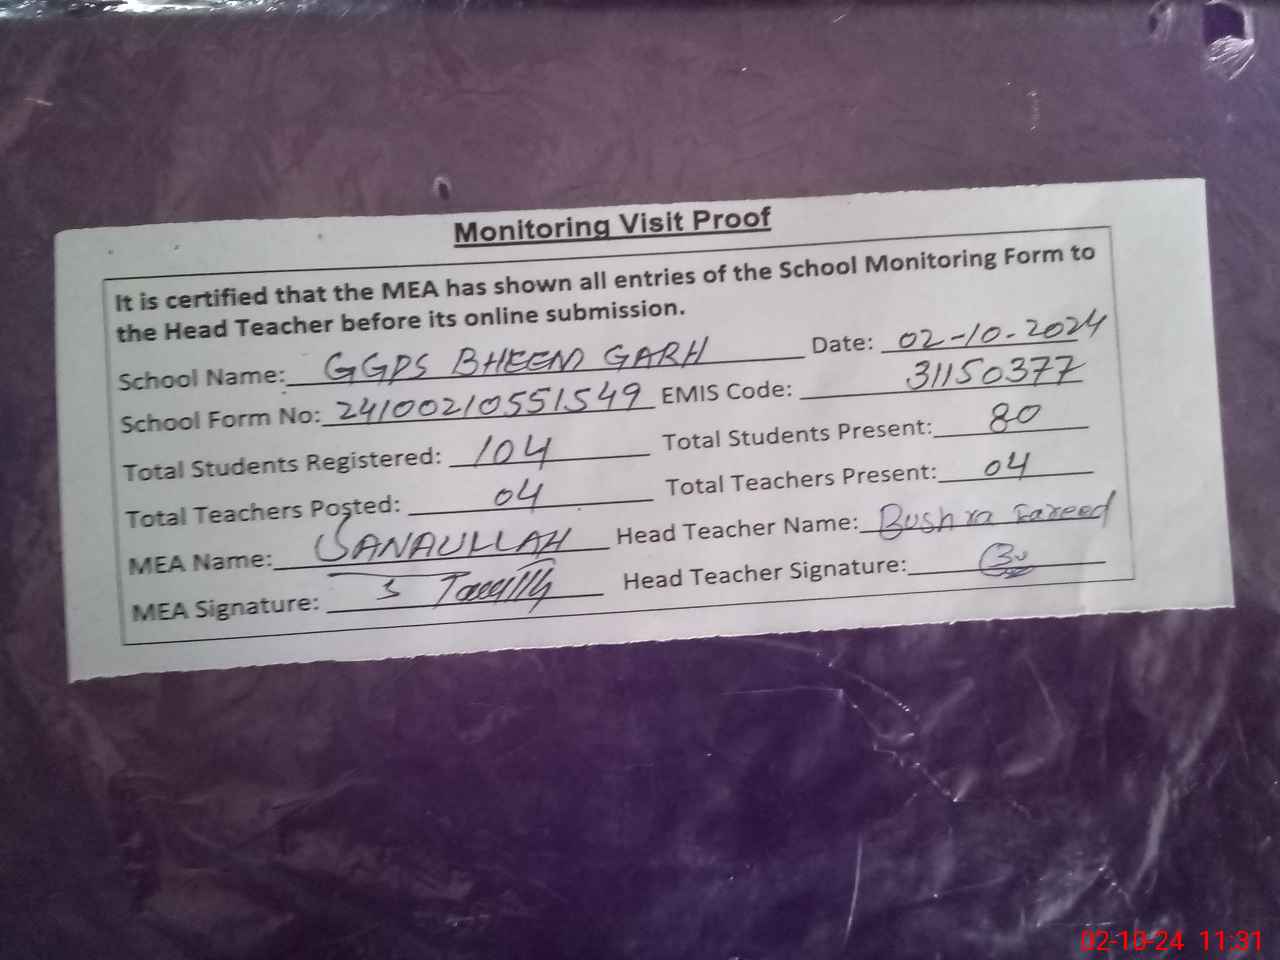 Monitoring Visit Proof
It is certified that the MEA has shown all entries of the School Monitoring Form to
the Head Teacher before its online submission.
School Name: GGPS BHEEM GARH Date: 02-10-2024
School Form No: 24100210551549 EMIS Code: 31150377
Total Students Registered: 104 Total Students Present: 80
Total Teachers Posted: 04 Total Teachers Present: 04
MEA Name: SANAULLAH Head Teacher Name: Bushra Fareed
MEA Signature: Head Teacher Signature:
02-10-24 11:31